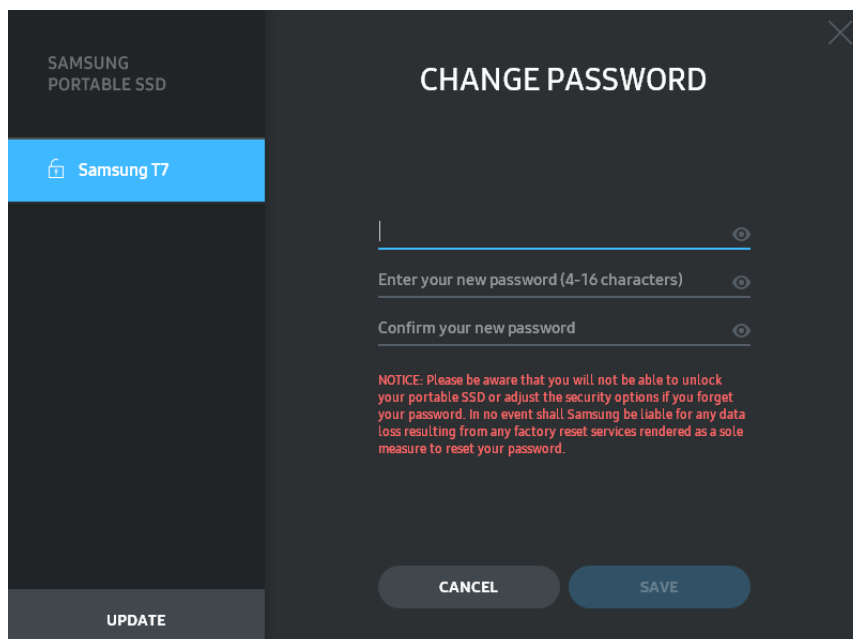 SAMSUNG
PORTABLE SSD
Samsung T7
UPDATE
CHANGE PASSWORD
Enter your new password (4-16 characters)
Confirm your new password
NOTICE: Please be aware that you will not be able to unlock
your portable SSD or adjust the security options if you forget
your password. In no event shall Samsung be liable for any data
loss resulting from any factory reset services rendered as a sole
measure to reset your password.
CANCEL
SAVE